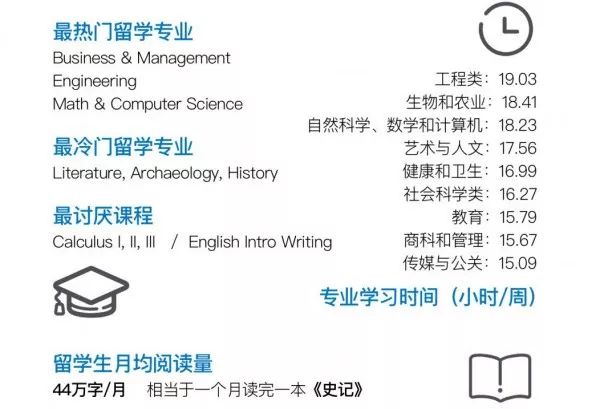 最热门留学专业
Business & Management
Engineering
Math & Computer Science
最冷门留学专业
Literature, Archaeology, History
最讨厌课程
Calculus I, II, III / English Intro Writing
工程类：19.03
生物和农业：18.41
自然科学、数学和计算机：18.23
艺术与人文：17.56
健康和卫生：16.99
社会科学类：16.27
教育：15.79
商科和管理：15.67
传媒与公关：15.09
专业学习时间（小时/周）
留学生月均阅读量
44万字/月 相当于一个月读完一本《史记》